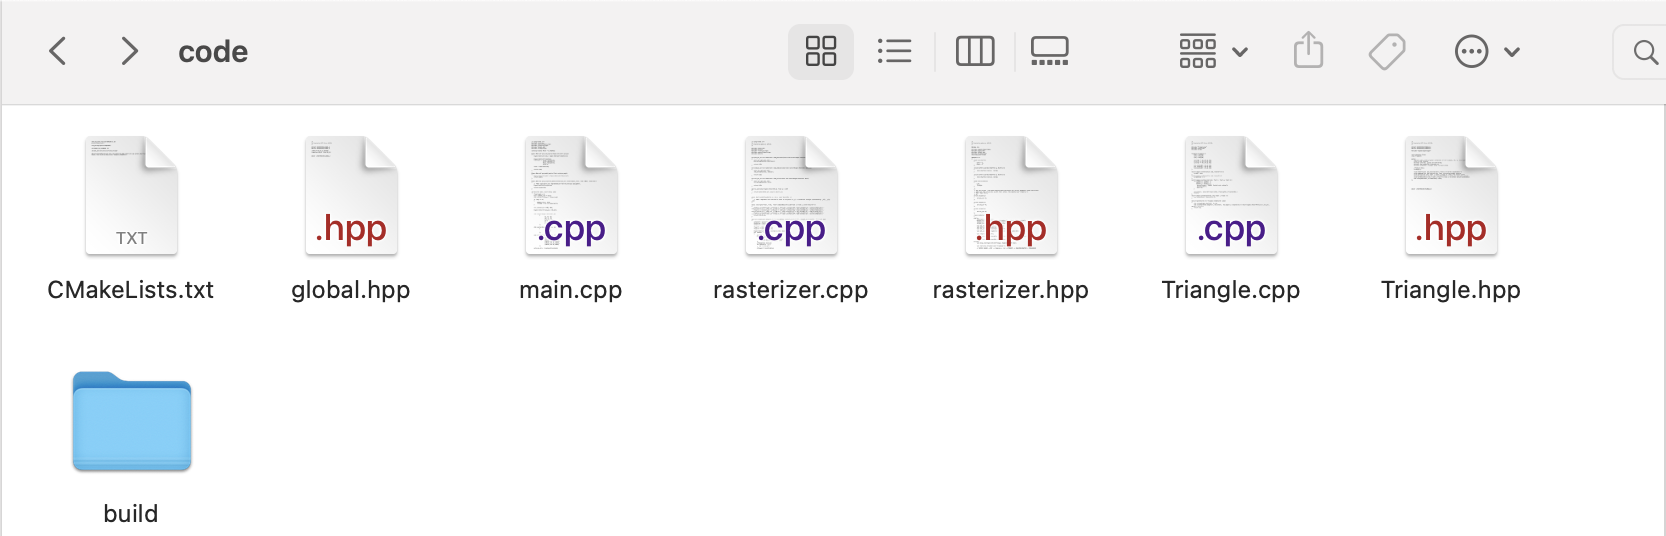 code
TXT
.hpp
.cpp
.cpp
.hpp
.cpp
.hpp
CMakeLists.txt
global.hpp
main.cpp
rasterizer.cpp
rasterizer.hpp
Triangle.cpp
Triangle.hpp
build